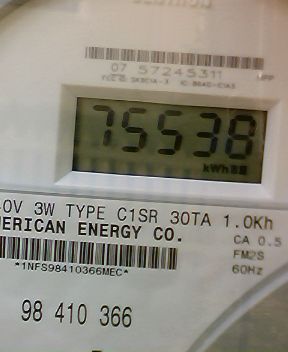 07 57245311
75538
kWh
0V 3W TYPE C1SR 30TA 1.0Kh
MERICAN ENERGY CO.
CA 0.5
FM2S
60Hz
*1NFS98410366MEC*
98 410 366